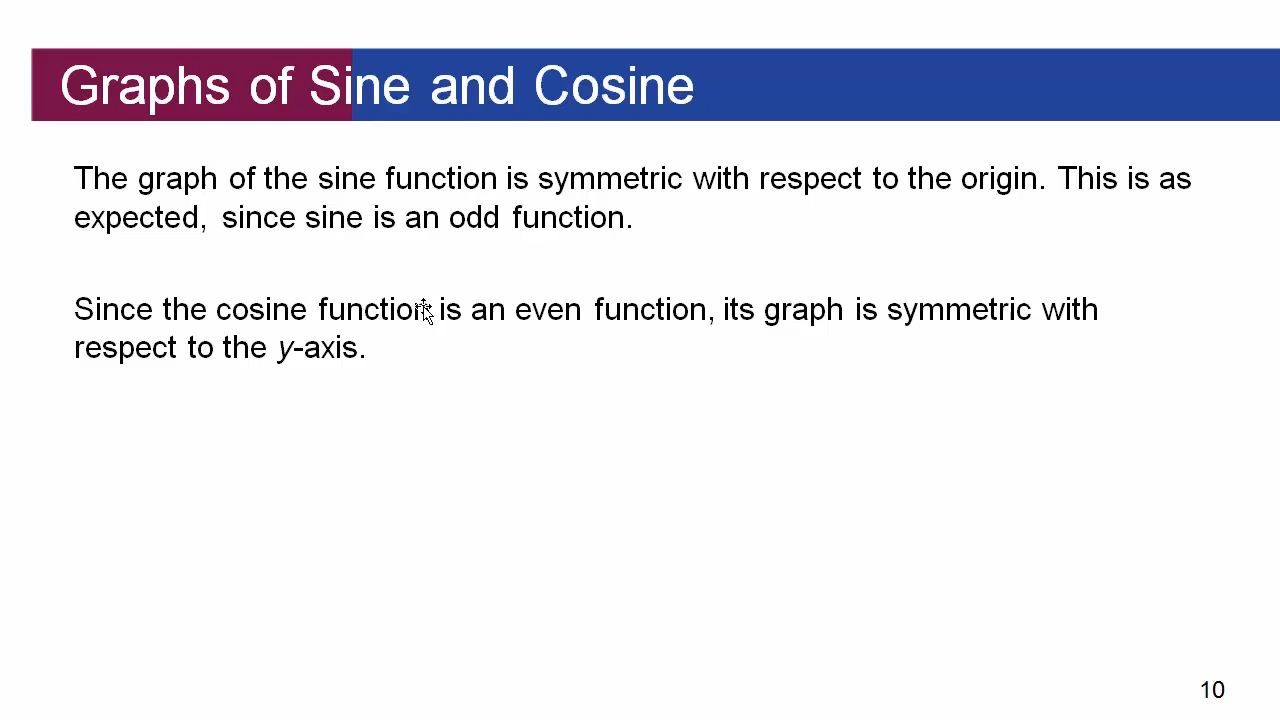 Graphs of Sine and Cosine
The graph of the sine function is symmetric with respect to the origin. This is as
expected, since sine is an odd function.
Since the cosine function is an even function, its graph is symmetric with
respect to the y-axis.
10